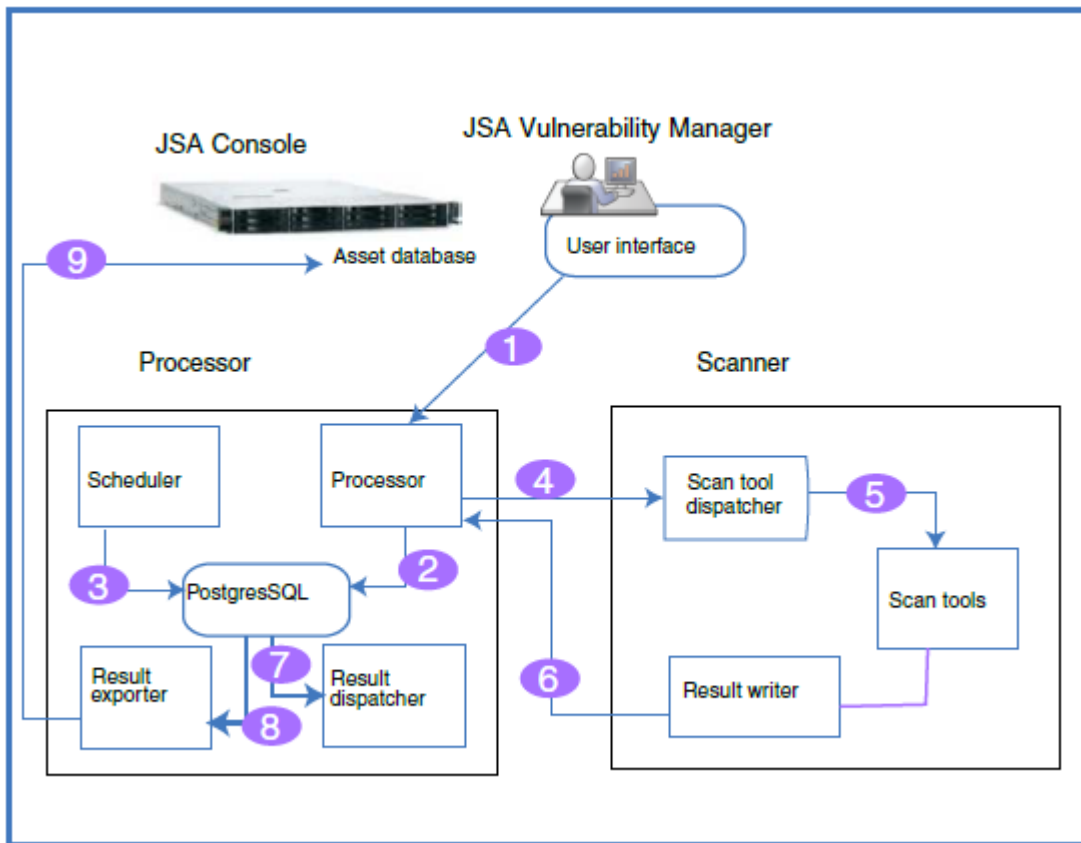 JSA Vulnerability Manager
JSA Console
User interface
Asset database
9
1
Processor
Scanner
Scheduler
Processor
4
Scan tool
dispatcher
5
2
3
PostgresSQL
Scan tools
7
Result
exporter
Result
dispatcher
6
Result writer
8